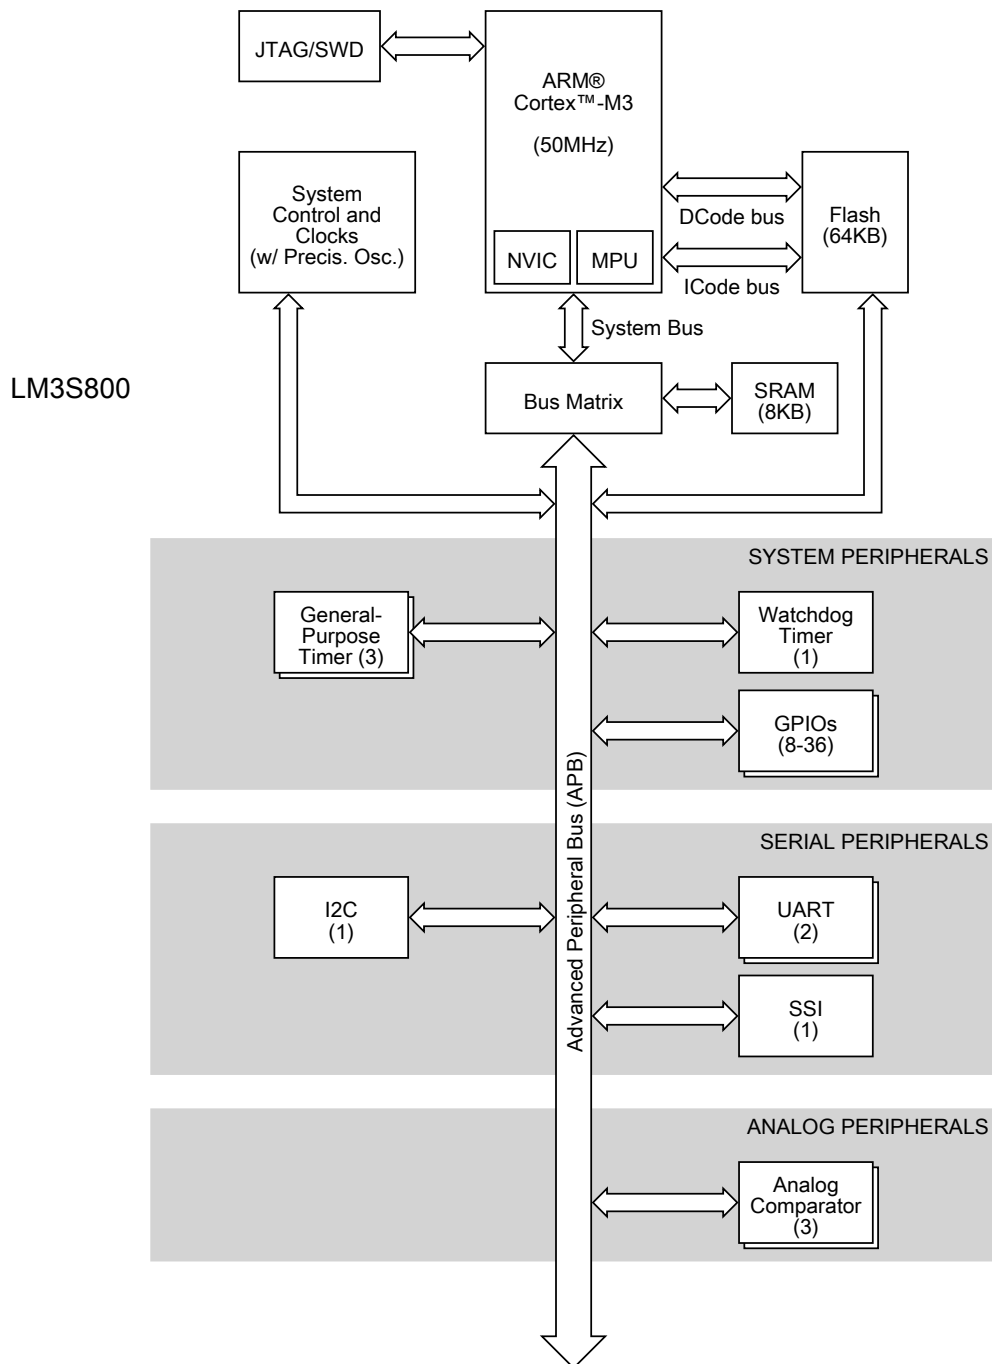 JTAG/SWD
ARM®
Cortex™-M3
(50MHz)
System
Control and
Clocks
(w/ Precis. Osc.)
DCode bus
Flash
(64KB)
NVIC
MPU
ICode bus
System Bus
LM3S800
Bus Matrix
SRAM
(8KB)
SYSTEM PERIPHERALS
General-
Purpose
Timer (3)
Watchdog
Timer
(1)
GPIOs
(8-36)
Advanced Peripheral Bus (APB)
SERIAL PERIPHERALS
I2C
(1)
UART
(2)
SSI
(1)
ANALOG PERIPHERALS
Analog
Comparator
(3)